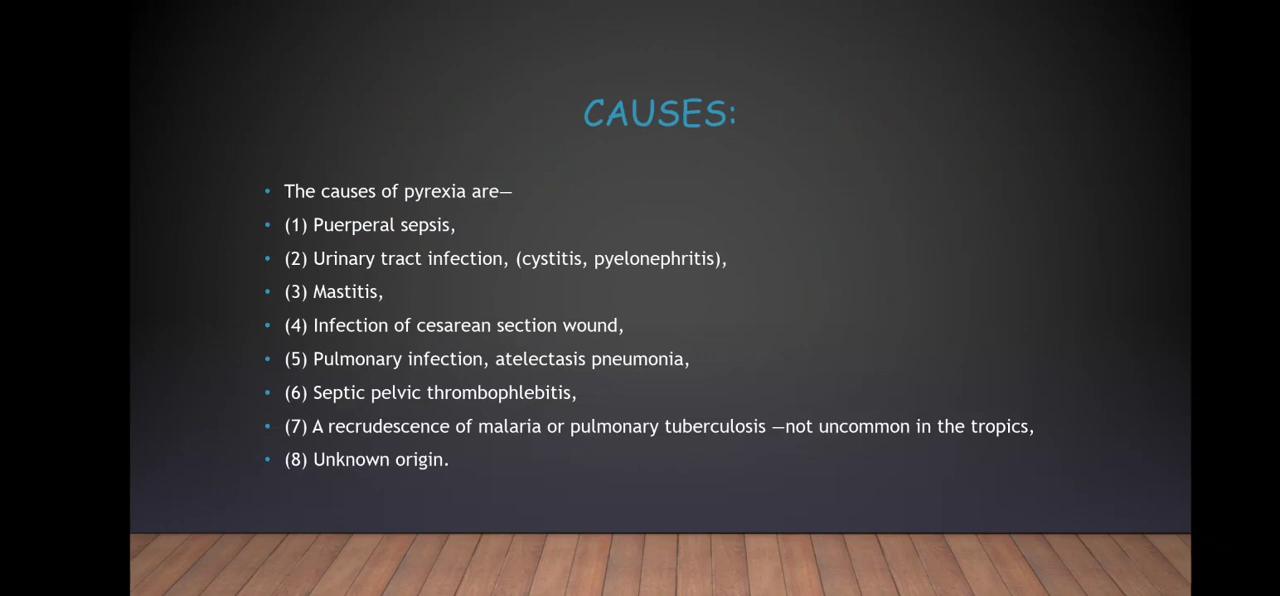 CAUSES:
• The causes of pyrexia are—
• (1) Puerperal sepsis,
• (2) Urinary tract infection, (cystitis, pyelonephritis),
• (3) Mastitis,
• (4) Infection of cesarean section wound,
• (5) Pulmonary infection, atelectasis pneumonia,
• (6) Septic pelvic thrombophlebitis,
• (7) A recrudescence of malaria or pulmonary tuberculosis —not uncommon in the tropics,
• (8) Unknown origin.